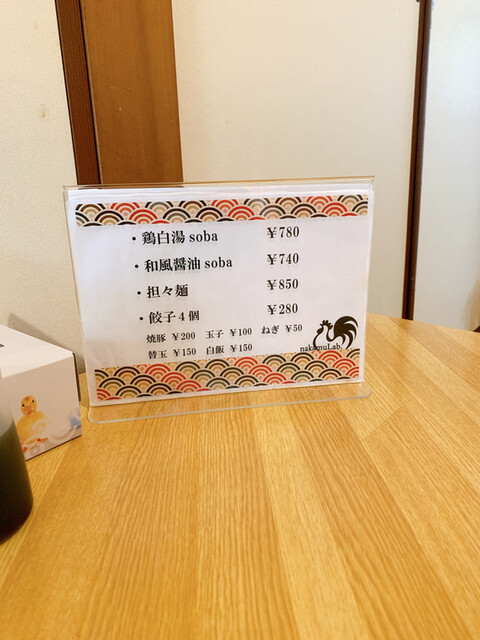 ・鶏白湯 soba ￥780
・和風醤油 soba ￥740
・担々麺 ￥850
・餃子４個 ￥280
焼豚 ￥200 玉子 ￥100 ねぎ ￥50
替玉 ￥150 白飯 ￥150
nakamuLab.